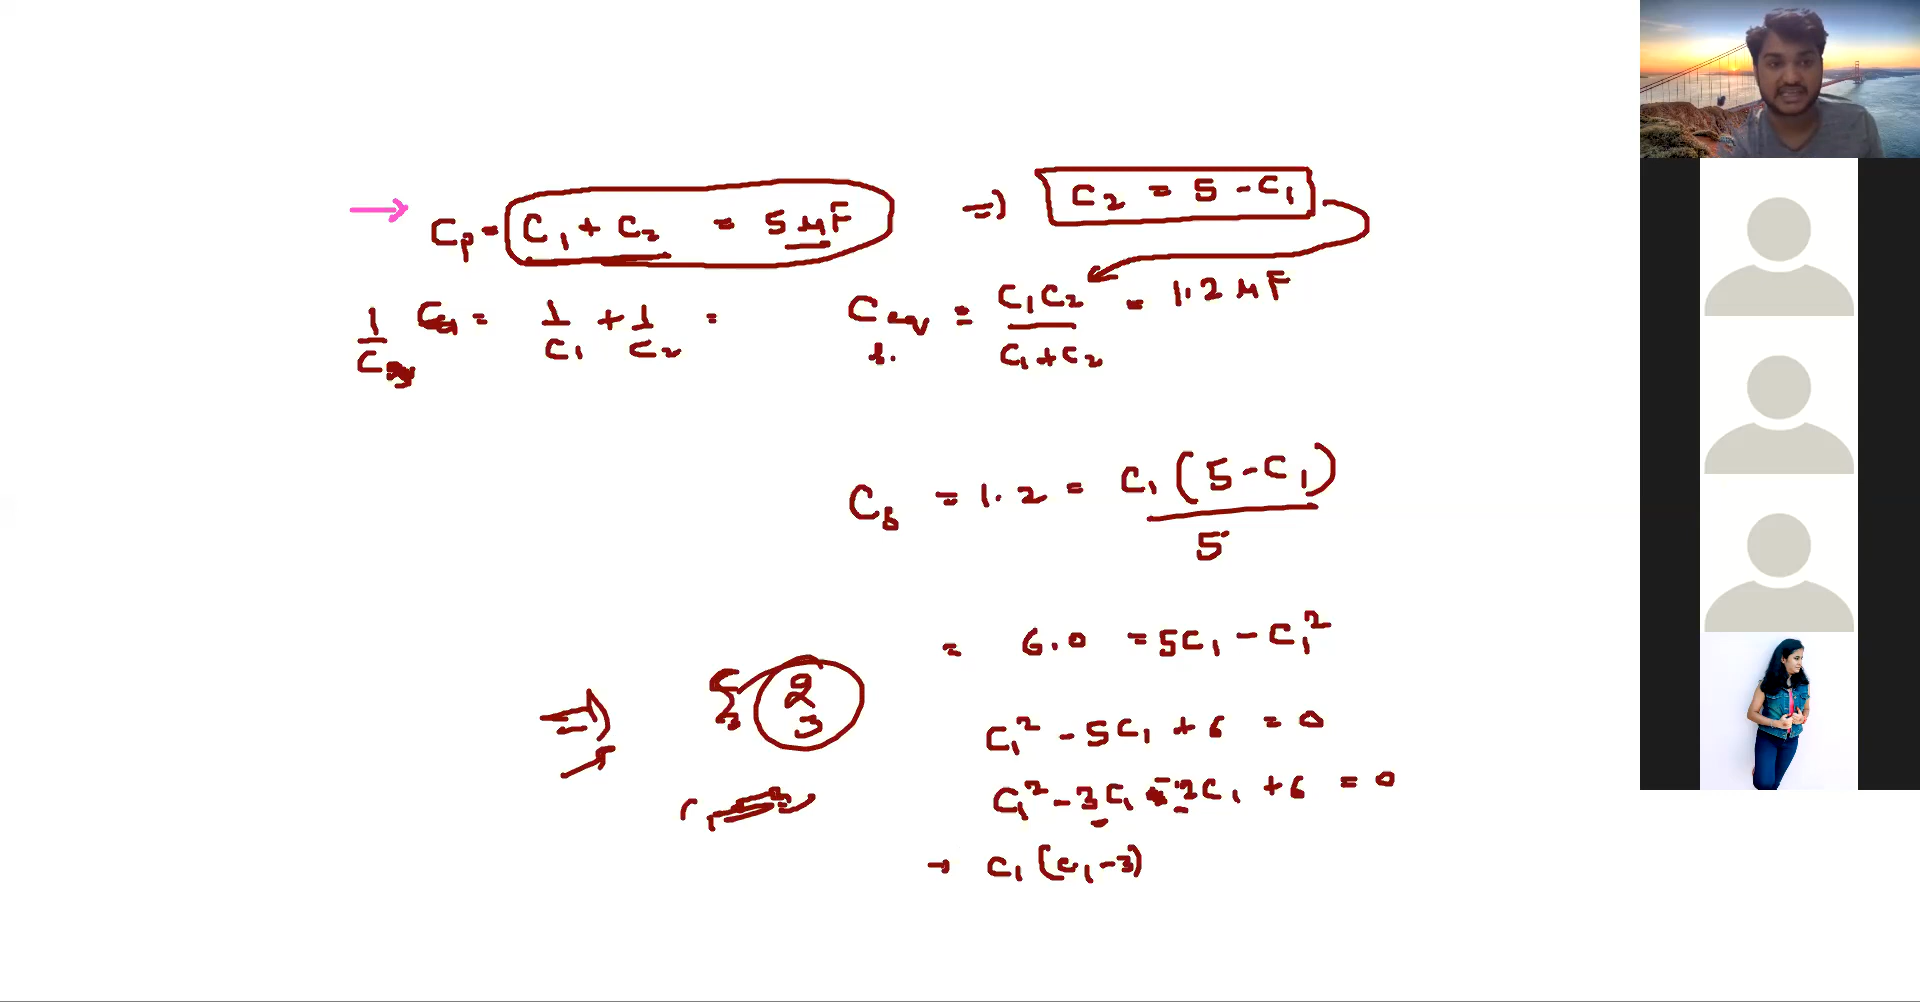 Cp = C₁ + C₂ = 5 μF => C₂ = 5 - C₁
1/C = 1/C₁ + 1/C₂ =
Ceqv = C₁C₂/C₁+C₂ = 1.2 μF
s.
Cs = 1.2 = C₁(5 - C₁)/5
= 6.0 = 5C₁ - C₁²
2
3
C₁² - 5C₁ + 6 = 0
C₁² - 3C₁ - 2C₁ + 6 = 0
→ C₁(C₁-3)